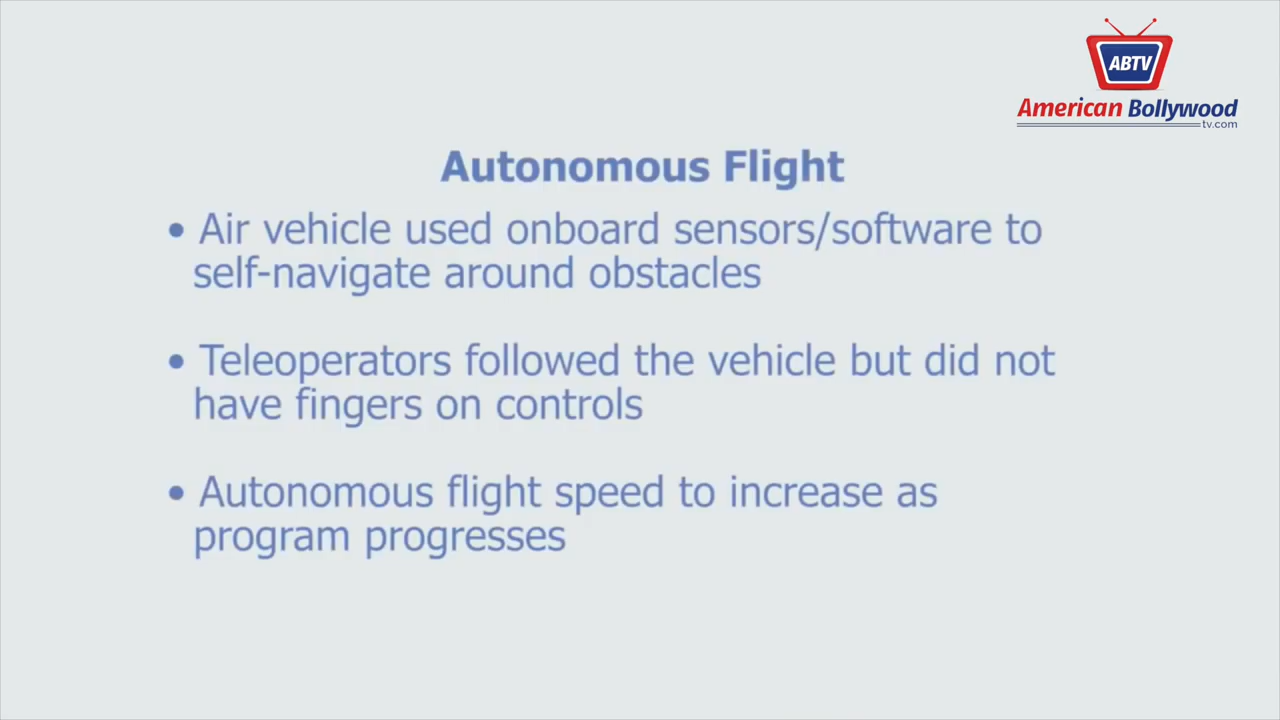 ABTV
American Bollywood
tv.com
Autonomous Flight
• Air vehicle used onboard sensors/software to
self-navigate around obstacles
• Teleoperators followed the vehicle but did not
have fingers on controls
• Autonomous flight speed to increase as
program progresses